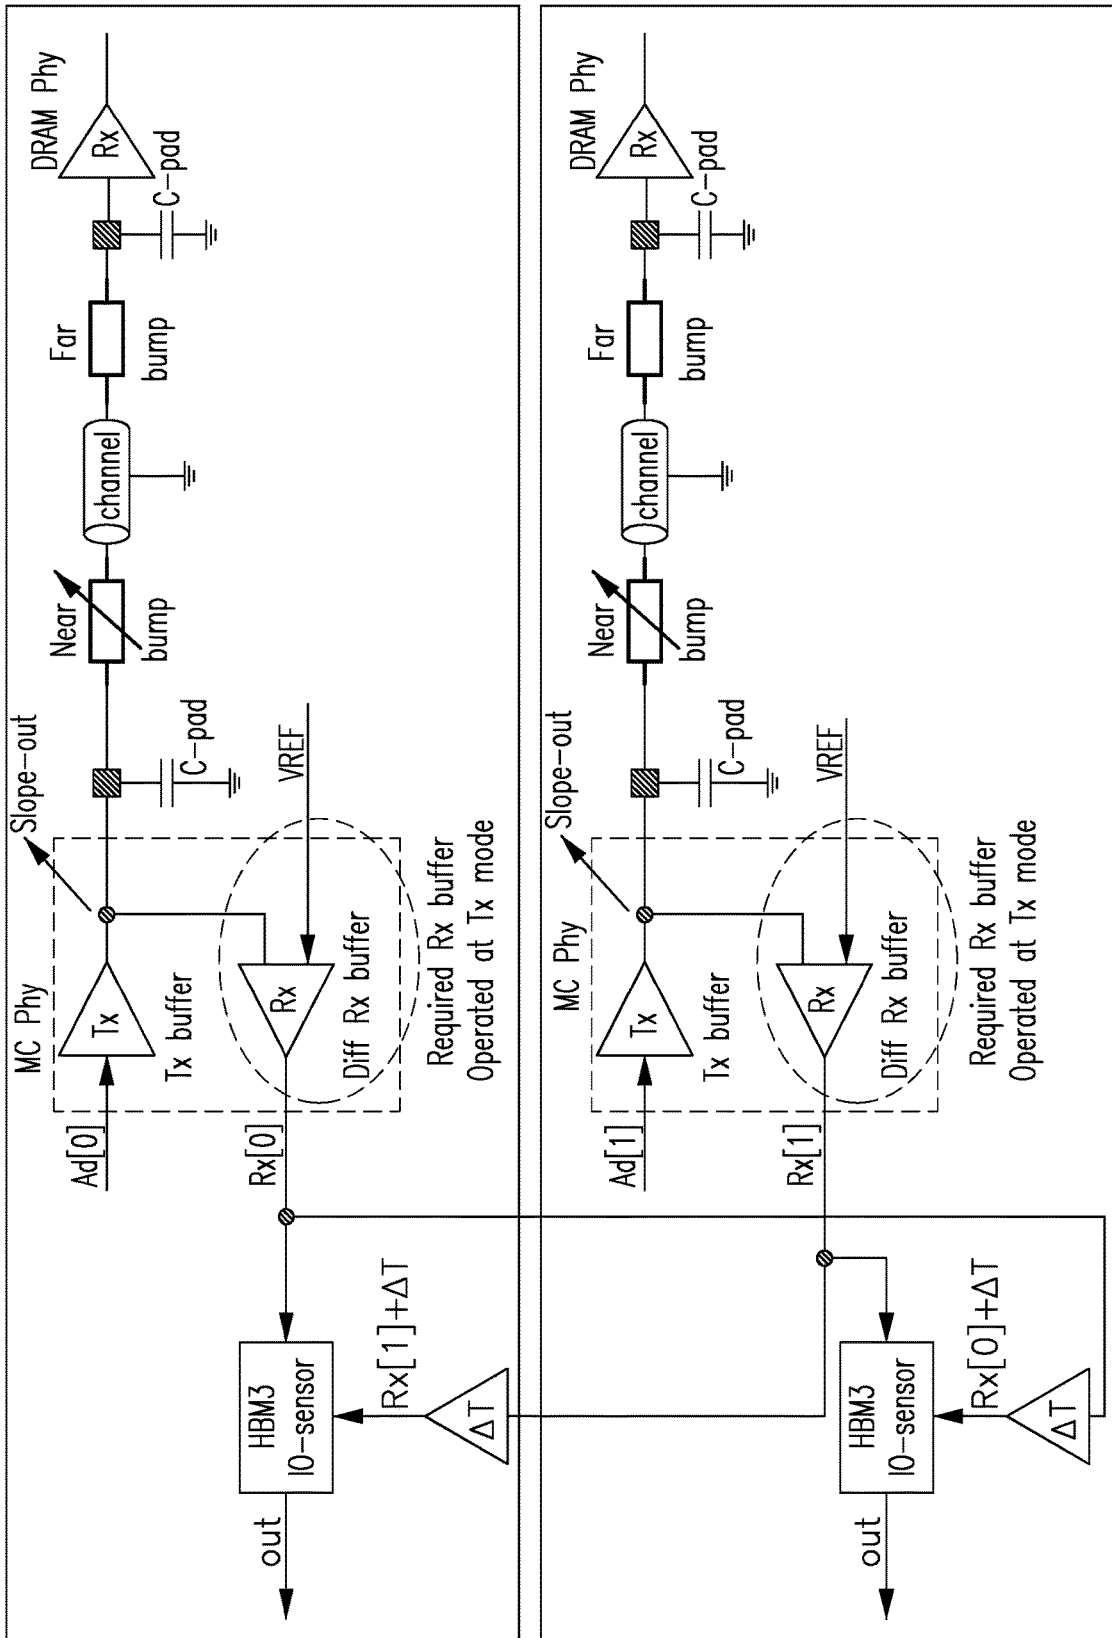 DRAM Phy
Rx
C-pad
Far
bump
channel
Near
bump
Slope-out
C-pad
VREF
MC Phy
Tx
Tx buffer
Rx
Diff Rx buffer
Required Rx buffer
Operated at Tx mode
Ad[0]
Rx[0]
HBM3
IO-sensor
Rx[1]+ΔT
ΔT
out
DRAM Phy
Rx
C-pad
Far
bump
channel
Near
bump
Slope-out
C-pad
VREF
MC Phy
Tx
Tx buffer
Rx
Diff Rx buffer
Required Rx buffer
Operated at Tx mode
Ad[1]
Rx[1]
HBM3
IO-sensor
Rx[0]+ΔT
ΔT
out